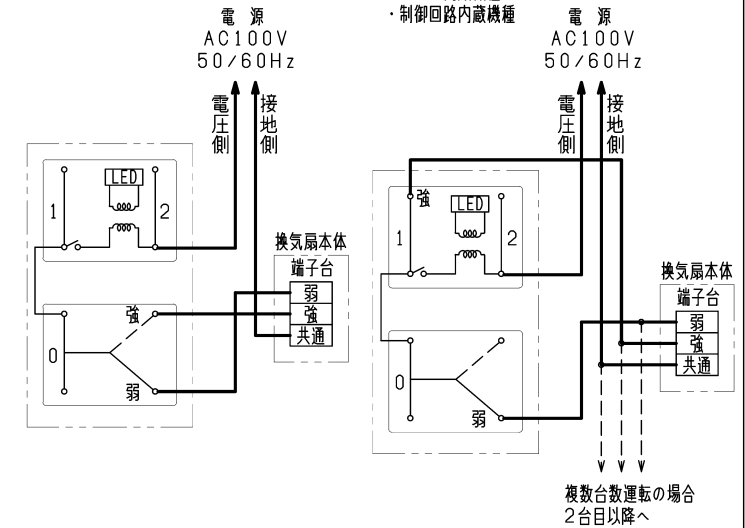 ・制御回路内蔵機種
電 源
AC100V
50/60Hz
電圧側
接地側
LED
1
2
強
0
弱
換気扇本体
端子台
弱
強
共通
電 源
AC100V
50/60Hz
電圧側
接地側
強
LED
1
2
0
弱
換気扇本体
端子台
弱
強
共通
複数台数運転の場合
2台目以降へ